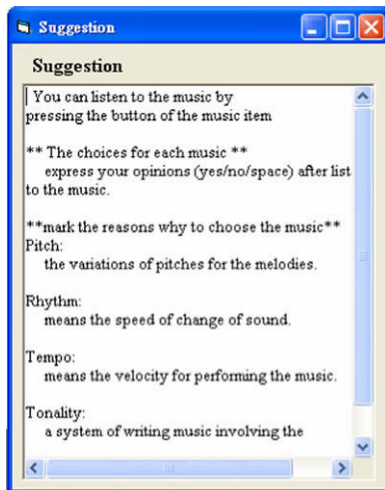 Suggestion
Suggestion
You can listen to the music by
pressing the button of the music item
** The choices for each music **
express your opinions (yes/no/space) after list
to the music.
**mark the reasons why to choose the music**
Pitch:
the variations of pitches for the melodies.
Rhythm:
means the speed of change of sound.
Tempo:
means the velocity for performing the music.
Tonality:
a system of writing music involving the